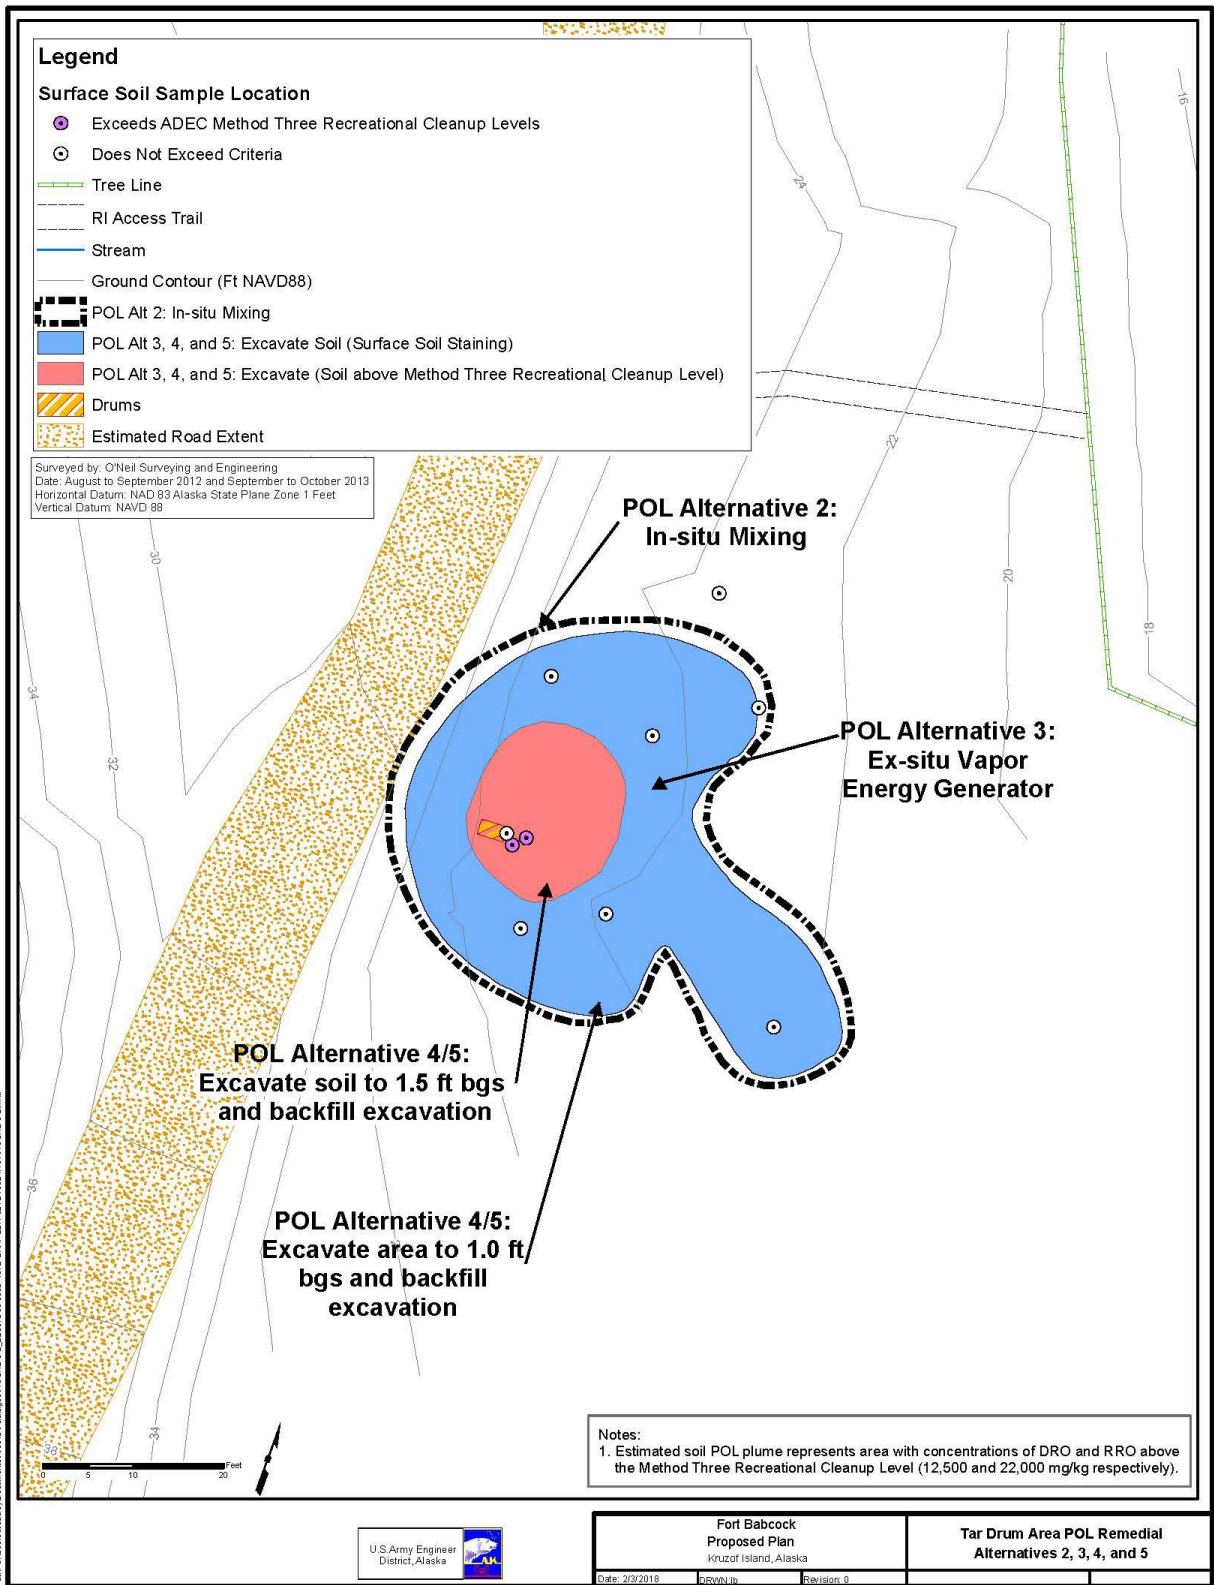 Legend
Surface Soil Sample Location
Exceeds ADEC Method Three Recreational Cleanup Levels
Does Not Exceed Criteria
Tree Line
RI Access Trail
Stream
Ground Contour (Ft NAVD88)
POL Alt 2: In-situ Mixing
POL Alt 3, 4, and 5: Excavate Soil (Surface Soil Staining)
POL Alt 3, 4, and 5: Excavate (Soil above Method Three Recreational Cleanup Level)
Drums
Estimated Road Extent
Surveyed by: O'Neil Surveying and Engineering
Date: August to September 2012 and September to October 2013
Horizontal Datum: NAD 83 Alaska State Plane Zone 1 Feet
Vertical Datum: NAVD 88
16
24
22
20
18
30
34
32
38
34
38
POL Alternative 2:
In-situ Mixing
POL Alternative 3:
Ex-situ Vapor
Energy Generator
POL Alternative 4/5:
Excavate soil to 1.5 ft bgs
and backfill excavation
POL Alternative 4/5:
Excavate area to 1.0 ft
bgs and backfill
excavation
Feet
0 5 10 20
Notes:
1. Estimated soil POL plume represents area with concentrations of DRO and RRO above
the Method Three Recreational Cleanup Level (12,500 and 22,000 mg/kg respectively).
U.S.Army Engineer
District, Alaska
Fort Babcock
Proposed Plan
Kruzof Island, Alaska
Date: 2/3/2018
DRWN:lb
Revision: 0
Tar Drum Area POL Remedial
Alternatives 2, 3, 4, and 5